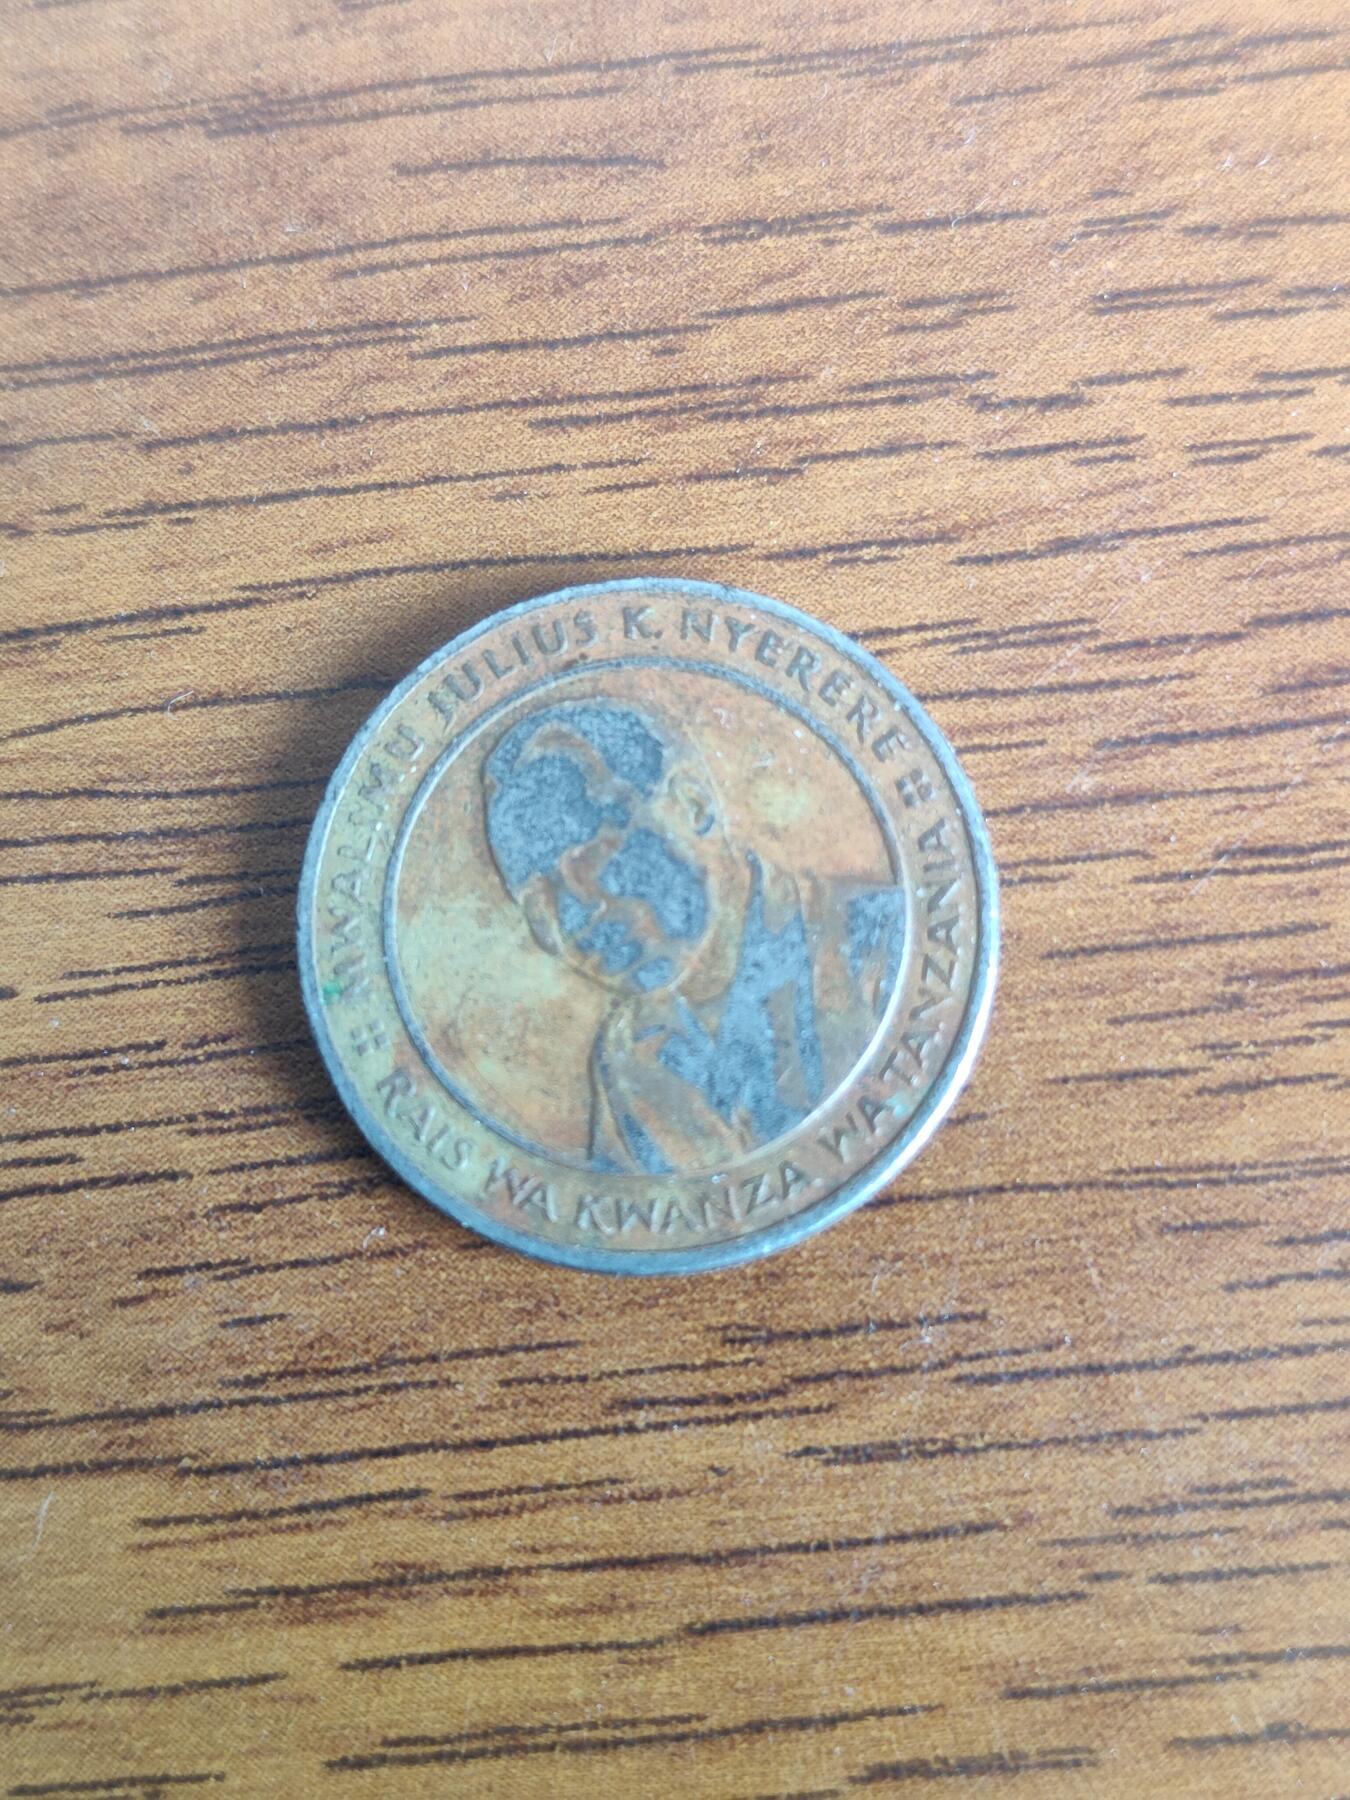 MWALIMU JULIUS K. NYERERE
RAIS WA KWANZA WA TANZANIA